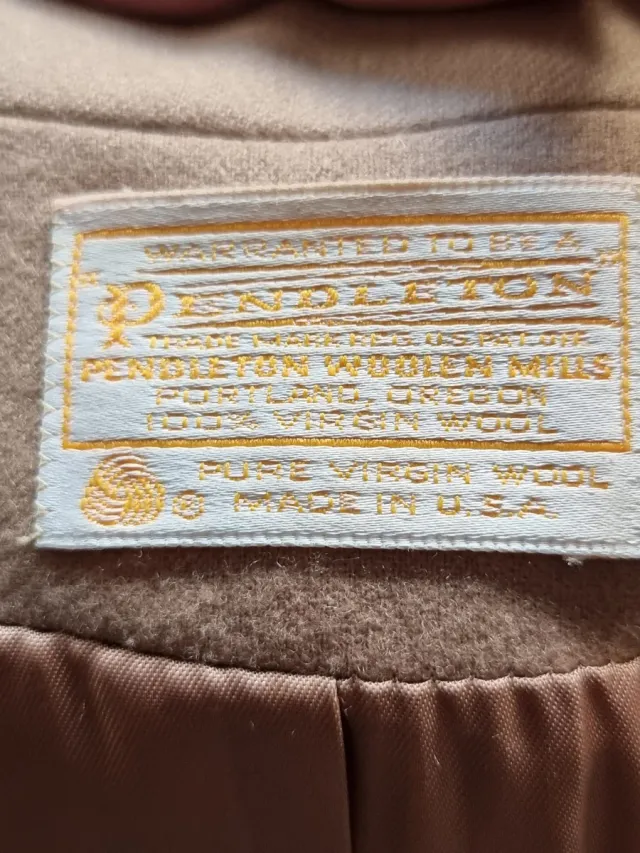 WARRANTED TO BE A
"PENDLETON"
TRADE MARK REG. U.S. PAT. OFF.
PENDLETON WOOLEN MILLS
PORTLAND, OREGON
100% VIRGIN WOOL
PURE VIRGIN WOOL
® MADE IN U.S.A.